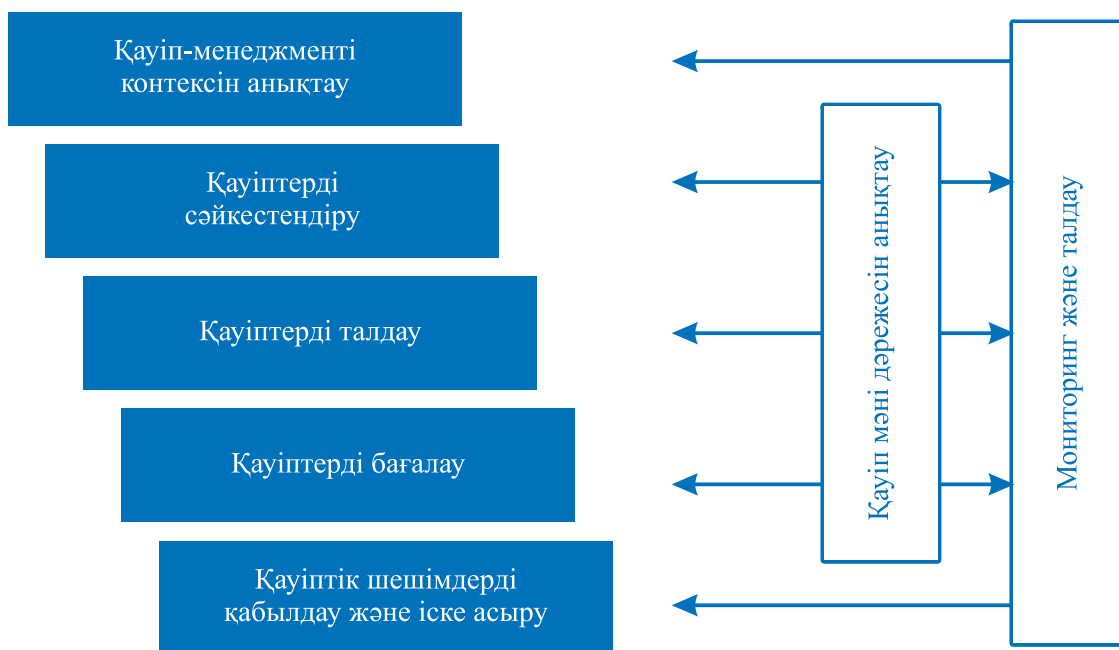 Қауіп-менеджменті
контексін анықтау
Қауіптерді
сәйкестендіру
Қауіптерді талдау
Қауіптерді бағалау
Қауіптік шешімдерді
қабылдау және іске асыру
Қауіп мәні дәрежесін анықтау
Мониторинг және талдау